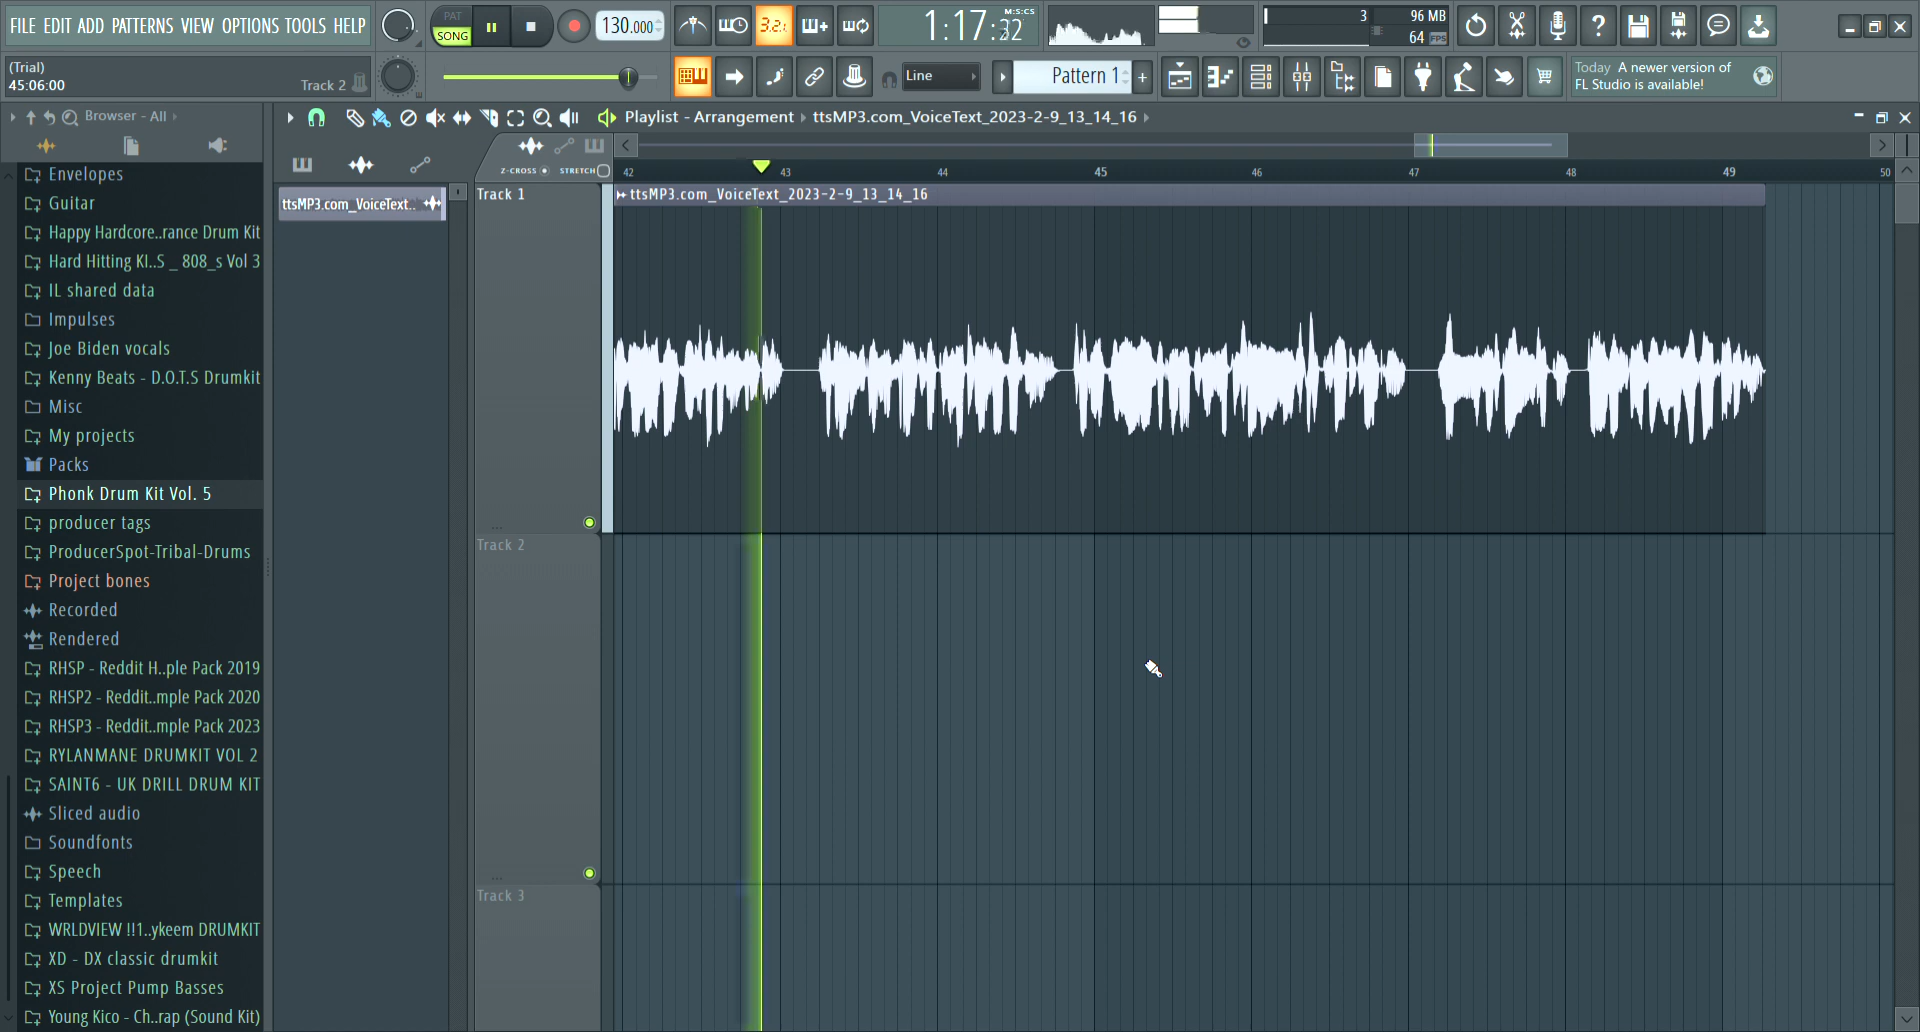 FILE EDIT ADD PATTERNS VIEW OPTIONS TOOLS HELP
PAT
SONG
130.000
3.2.
1:17:32
M:S:CS
3
96 MB
64 FPS
(Trial)
45:06:00
Track 2
Line
Pattern 1
Today A newer version of
FL Studio is available!
Browser - All
Playlist - Arrangement › ttsMP3.com_VoiceText_2023-2-9_13_14_16
Z-CROSS
STRETCH
42 43 44 45 46 47 48 49 50
ttsMP3.com_VoiceText..
Track 1
ttsMP3.com_VoiceText_2023-2-9_13_14_16
Track 2
Track 3
Envelopes
Guitar
Happy Hardcore..rance Drum Kit
Hard Hitting KI..S _ 808_s Vol 3
IL shared data
Impulses
Joe Biden vocals
Kenny Beats - D.O.T.S Drumkit
Misc
My projects
Packs
Phonk Drum Kit Vol. 5
producer tags
ProducerSpot-Tribal-Drums
Project bones
Recorded
Rendered
RHSP - Reddit H..ple Pack 2019
RHSP2 - Reddit..mple Pack 2020
RHSP3 - Reddit..mple Pack 2023
RYLANMANE DRUMKIT VOL 2
SAINT6 - UK DRILL DRUM KIT
Sliced audio
Soundfonts
Speech
Templates
WRLDVIEW !!1..ykeem DRUMKIT
XD - DX classic drumkit
XS Project Pump Basses
Young Kico - Ch..rap (Sound Kit)